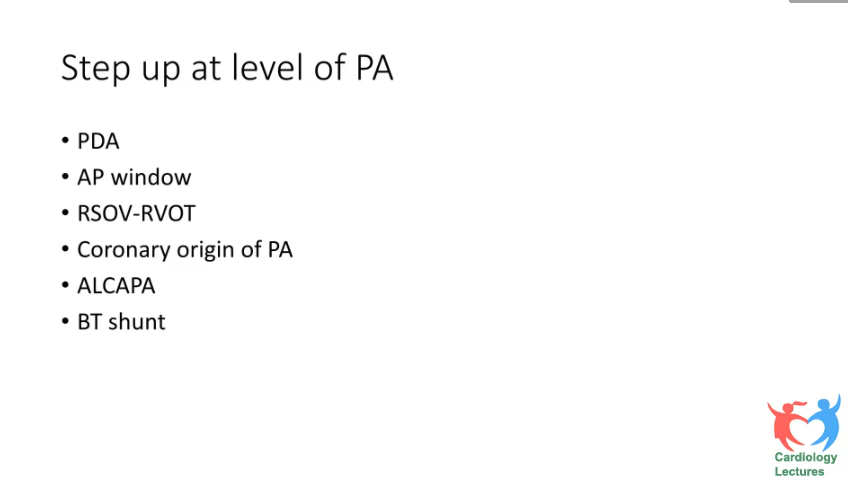 Step up at level of PA
• PDA
• AP window
• RSOV-RVOT
• Coronary origin of PA
• ALCAPA
• BT shunt
Cardiology
Lectures